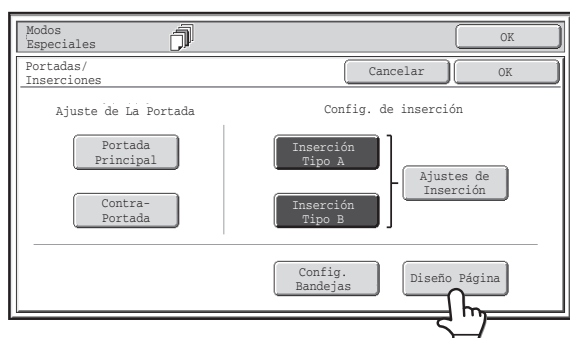 Modos
Especiales
OK
Portadas/
Inserciones
Cancelar
OK
Ajuste de La Portada
Config. de inserción
Portada
Principal
Inserción
Tipo A
Ajustes de
Inserción
Contra-
Portada
Inserción
Tipo B
Config.
Bandejas
Diseño Página